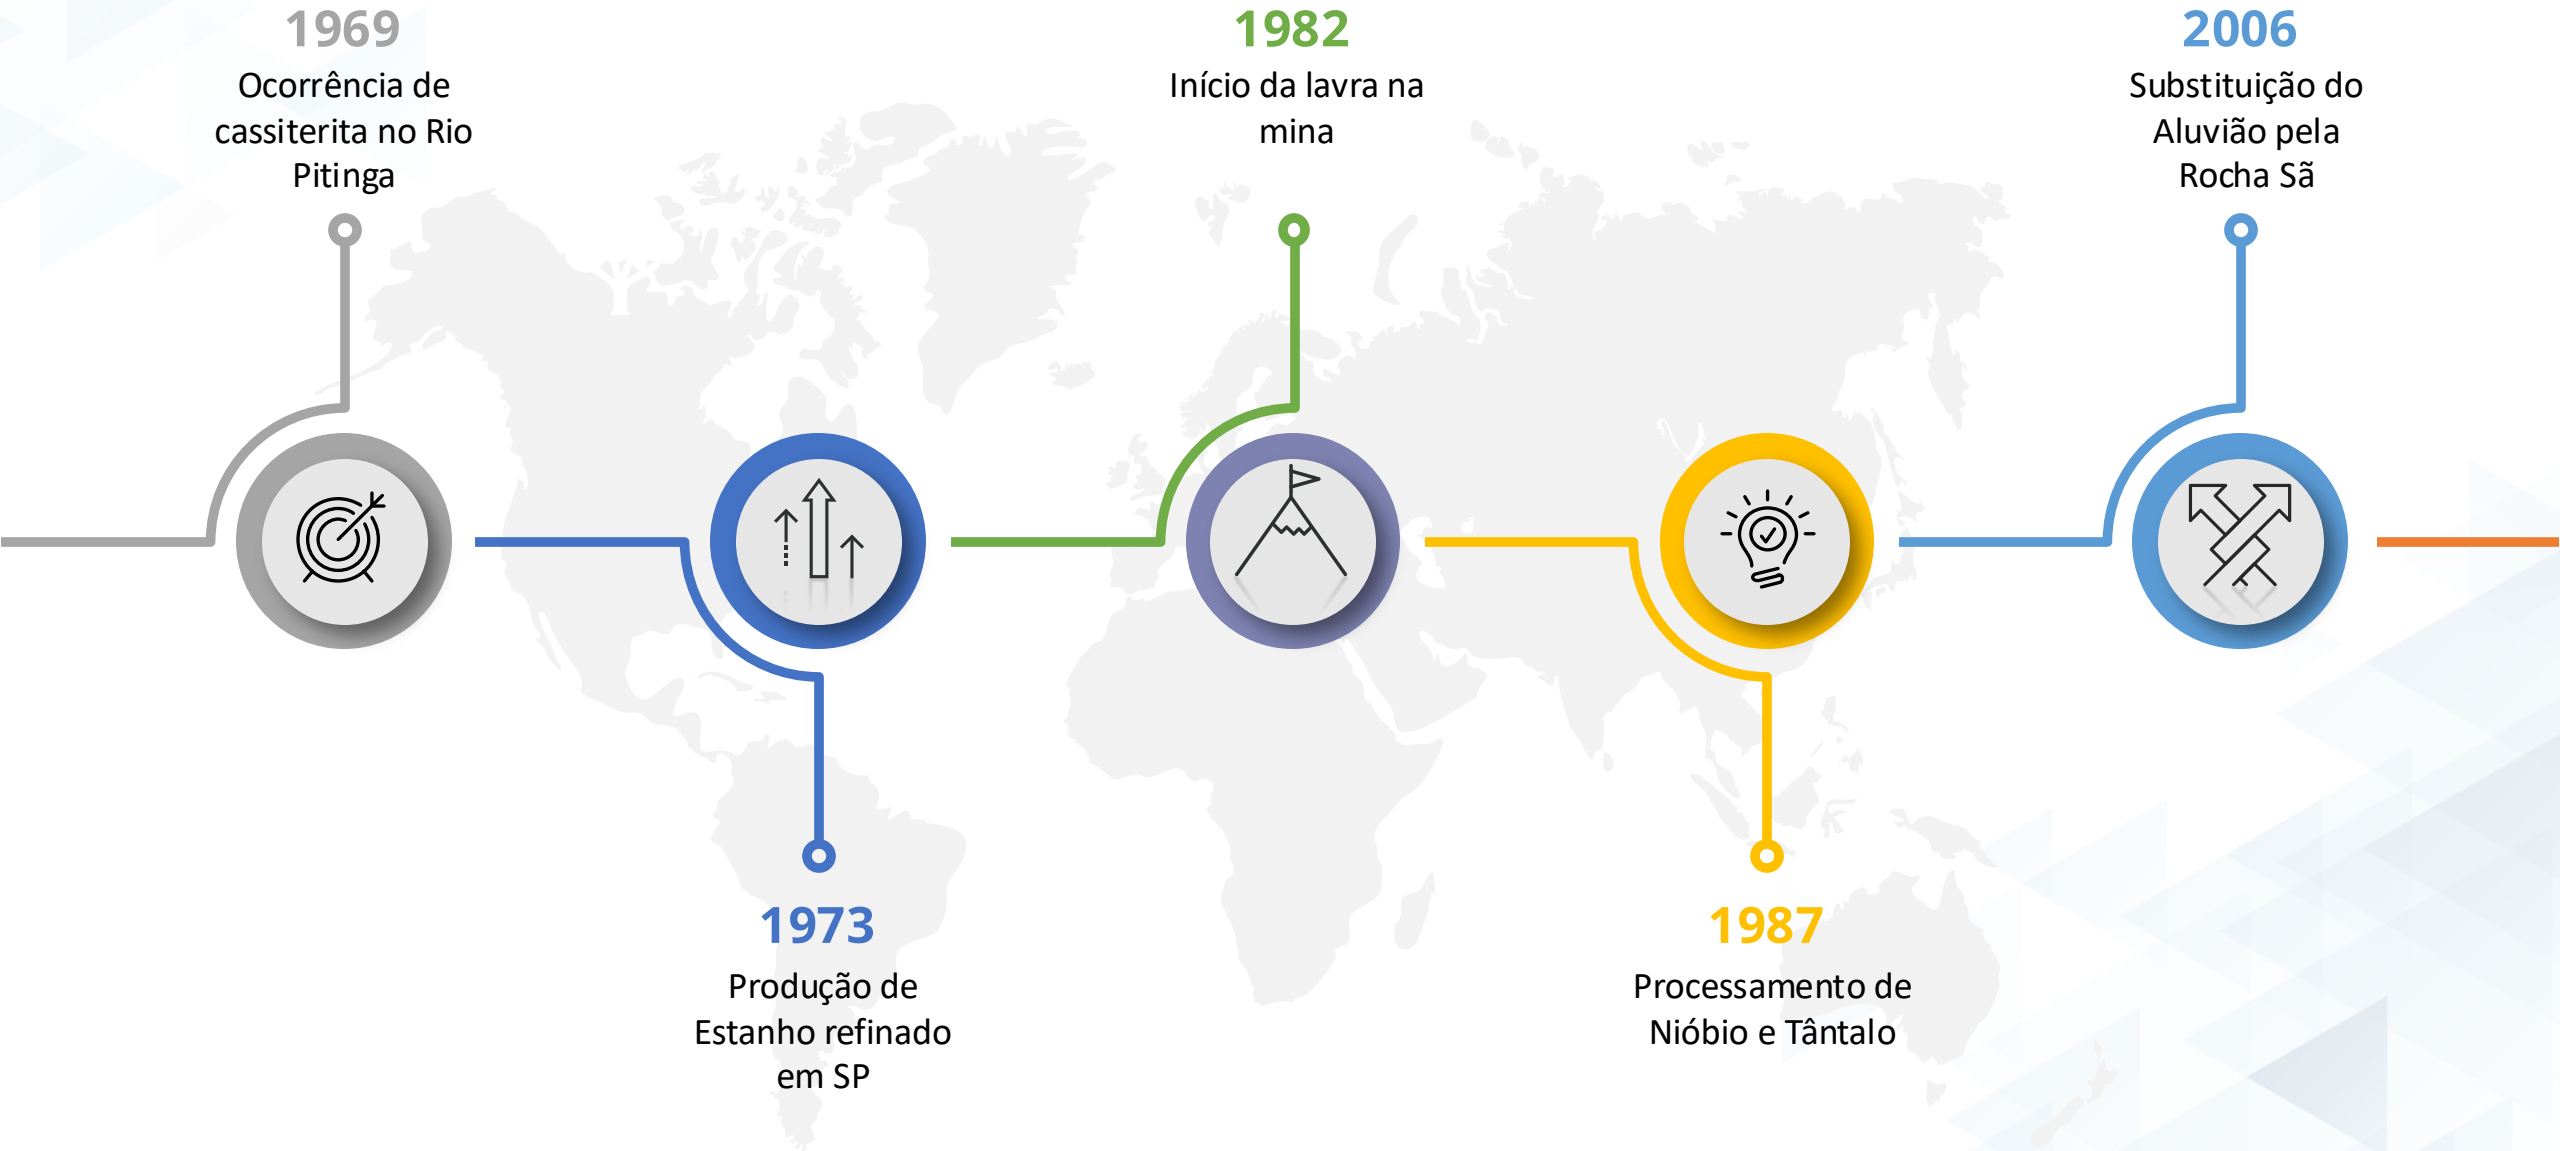 1969
Ocorrência de
cassiterita no Rio
Pitinga
1973
Produção de
Estanho refinado
em SP
1982
Início da lavra na
mina
1987
Processamento de
Nióbio e Tântalo
2006
Substituição do
Aluvião pela
Rocha Sã